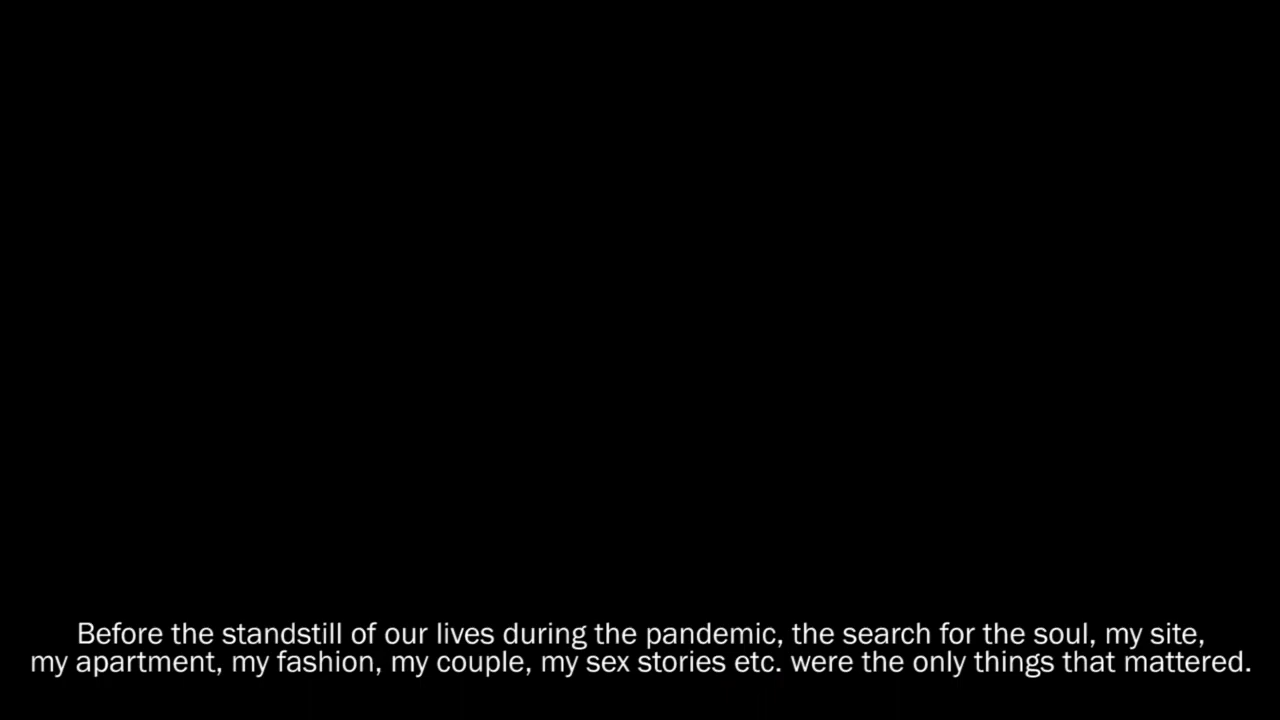 Before the standstill of our lives during the pandemic, the search for the soul, my site,
my apartment, my fashion, my couple, my sex stories etc. were the only things that mattered.